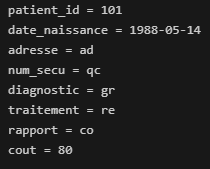 patient_id = 101
date_naissance = 1988-05-14
adresse = ad
num_secu = qc
diagnostic = gr
traitement = re
rapport = co
cout = 80